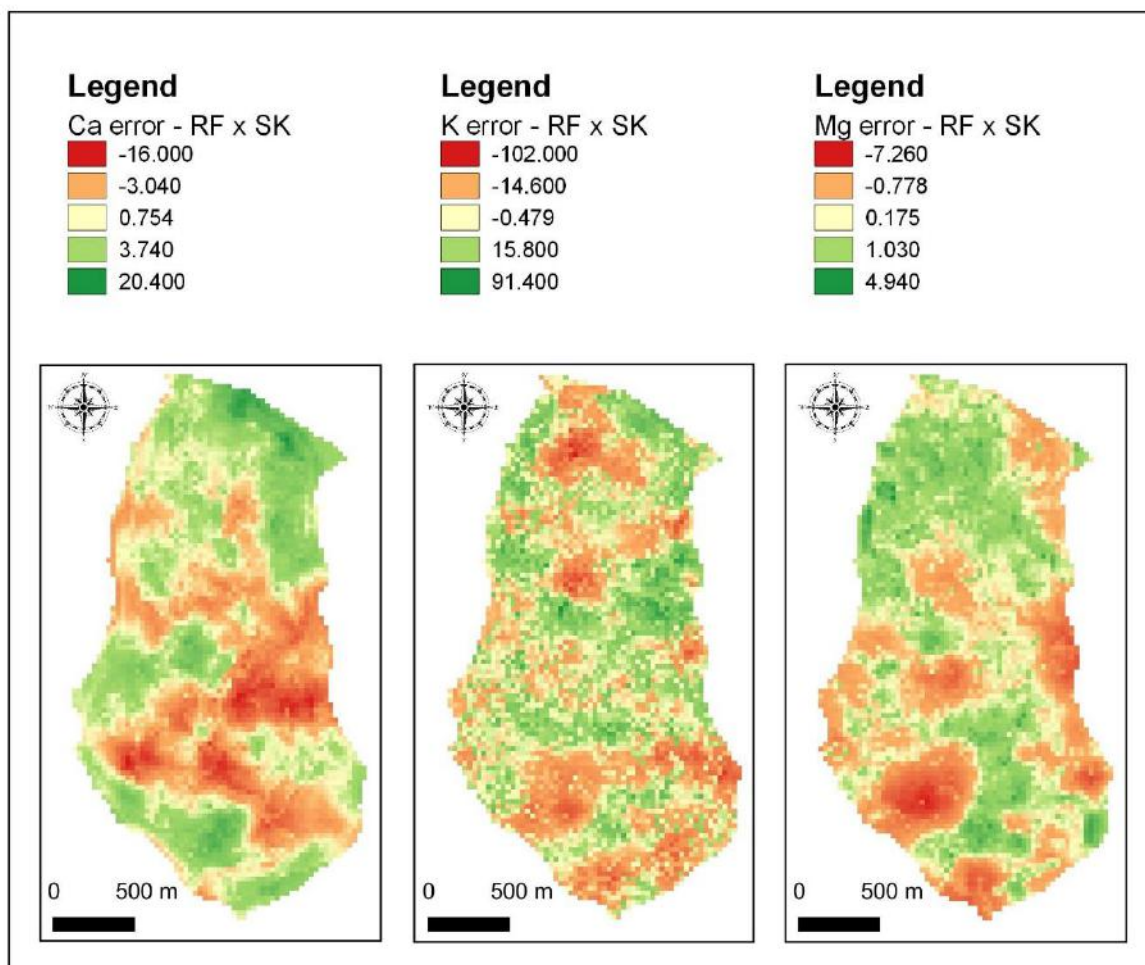 Legend
Ca error - RF x SK
-16.000
-3.040
0.754
3.740
20.400
Legend
K error - RF x SK
-102.000
-14.600
-0.479
15.800
91.400
Legend
Mg error - RF x SK
-7.260
-0.778
0.175
1.030
4.940
0 500 m
0 500 m
0 500 m